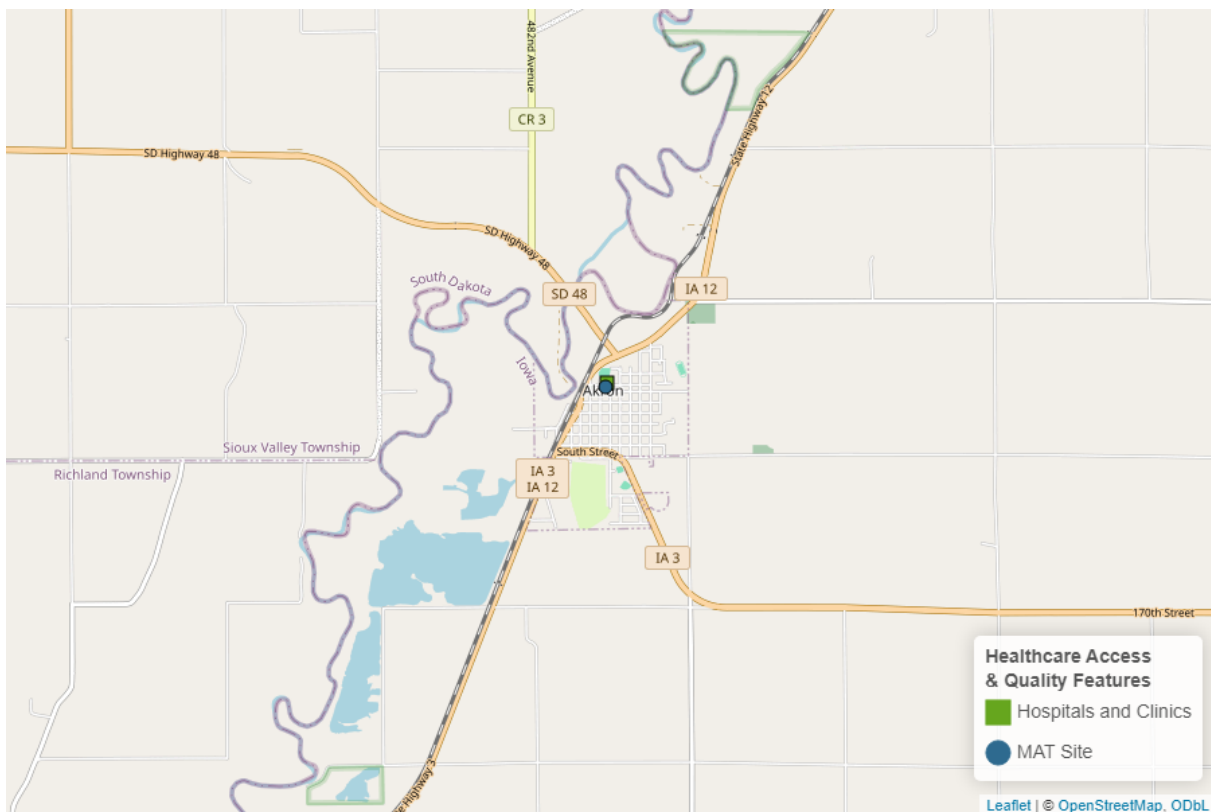 482nd Avenue
CR 3
State Highway 12
SD Highway 48
SD Highway 48
South Dakota
SD 48
IA 12
Iowa
Akron
Sioux Valley Township
Richland Township
South Street
IA 3
IA 12
IA 3
170th Street
Highway 3
Healthcare Access
& Quality Features
Hospitals and Clinics
MAT Site
Leaflet | © OpenStreetMap, ODbL